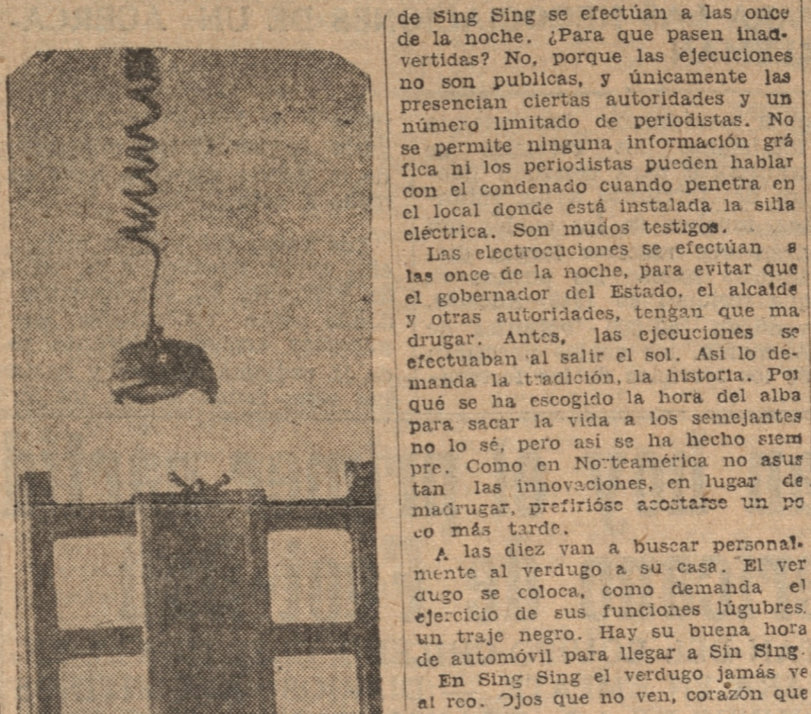 de Sing Sing se efectúan a las once
de la noche. ¿Para que pasen inad-
vertidas? No, porque las ejecuciones
no son publicas, y únicamente las
presencian ciertas autoridades y un
número limitado de periodistas. No
se permite ninguna información grá
fica ni los periodistas pueden hablar
con el condenado cuando penetra en
el local donde está instalada la silla
eléctrica. Son mudos testigos.
Las electrocuciones se efectúan a
las once de la noche, para evitar que
el gobernador del Estado, el alcalde
y otras autoridades, tengan que ma
drugar. Antes, las ejecuciones se
efectuaban al salir el sol. Así lo de-
manda la tradición, la historia. Por
qué se ha escogido la hora del alba
para sacar la vida a los semejantes
no lo sé, pero así se ha hecho siem
pre. Como en Norteamérica no asus
tan las innovaciones, en lugar de
madrugar, prefirióse acostarse un po
co más tarde.
A las diez van a buscar personal-
mente al verdugo a su casa. El ver
dugo se coloca, como demanda el
ejercicio de sus funciones lúgubres,
un traje negro. Hay su buena hora
de automóvil para llegar a Sin Sing.
En Sing Sing el verdugo jamás ve
al reo. Ojos que no ven, corazón que